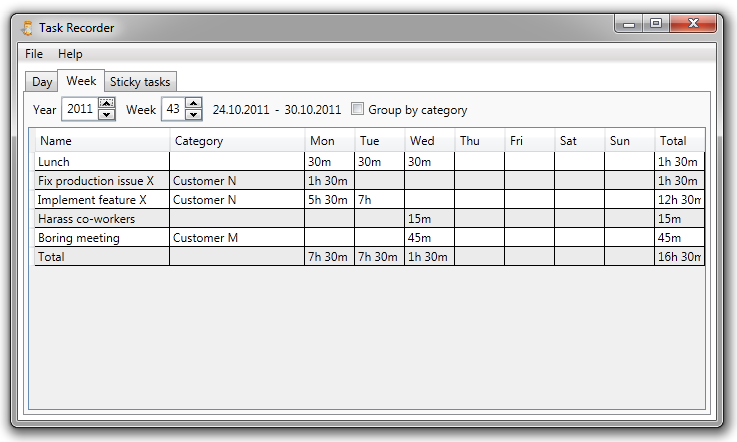 Task Recorder
File Help
Day Week Sticky tasks
Year 2011 Week 43 24.10.2011 - 30.10.2011 Group by category
Name Category Mon Tue Wed Thu Fri Sat Sun Total
Lunch 30m 30m 30m 1h 30m
Fix production issue X Customer N 1h 30m 1h 30m
Implement feature X Customer N 5h 30m 7h 12h 30m
Harass co-workers 15m 15m
Boring meeting Customer M 45m 45m
Total 7h 30m 7h 30m 1h 30m 16h 30m